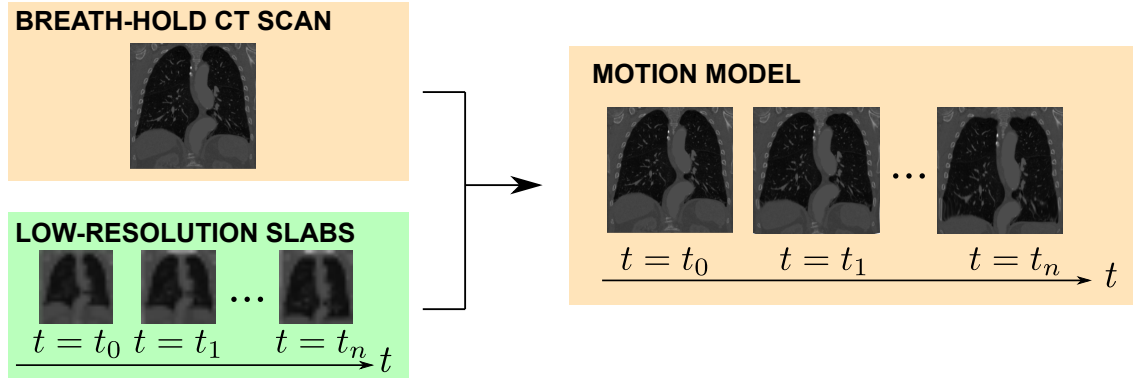 BREATH-HOLD CT SCAN
LOW-RESOLUTION SLABS
...
t = t₀ t = t₁ t = tₙ
t
MOTION MODEL
...
t = t₀ t = t₁ t = tₙ
t